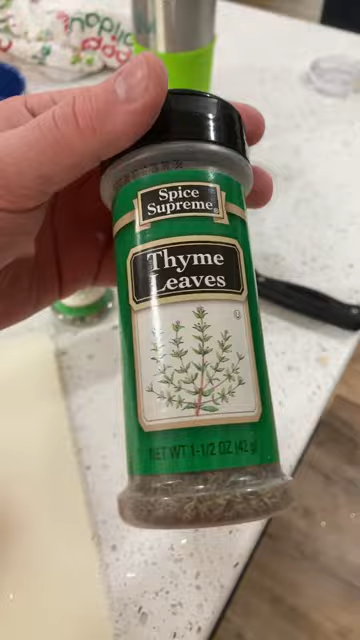 Spice
Supreme®
Thyme
Leaves
NET WT 1-1/2 OZ (42 g)